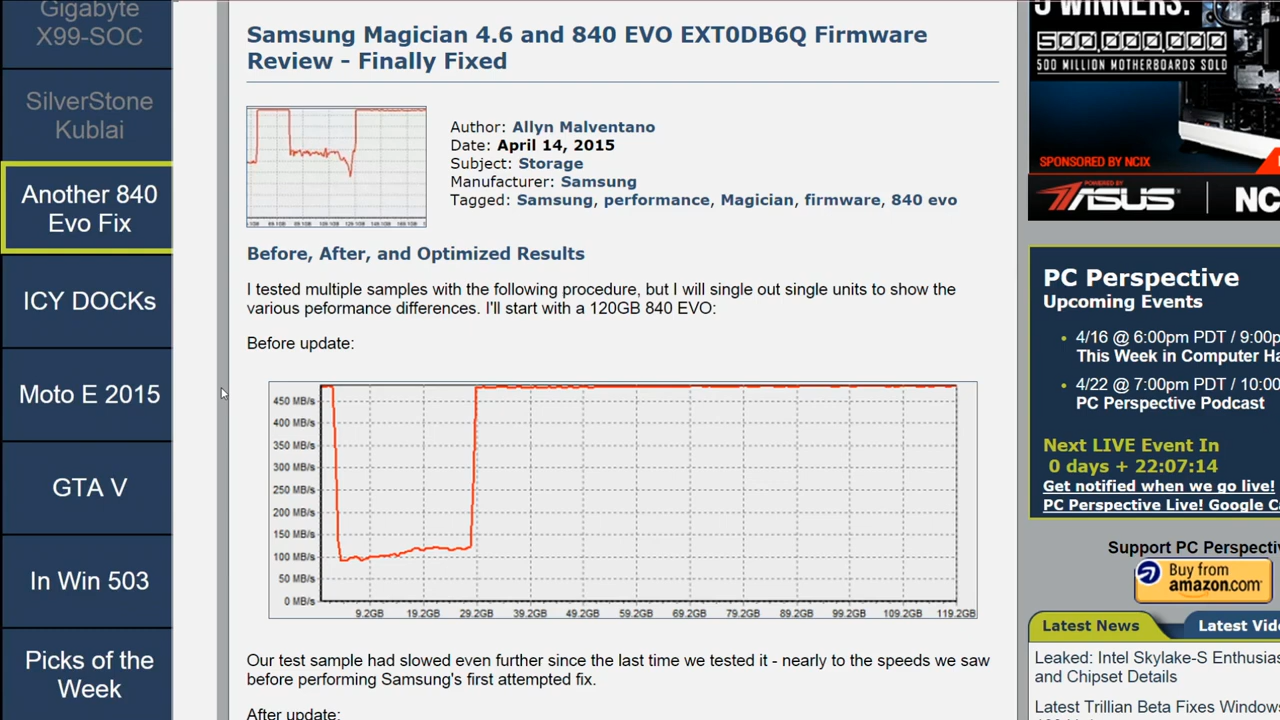 Gigabyte
X99-SOC
SilverStone
Kublai
Another 840
Evo Fix
ICY DOCKs
Moto E 2015
GTA V
In Win 503
Picks of the
Week
Samsung Magician 4.6 and 840 EVO EXT0DB6Q Firmware
Review - Finally Fixed
Author: Allyn Malventano
Date: April 14, 2015
Subject: Storage
Manufacturer: Samsung
Tagged: Samsung, performance, Magician, firmware, 840 evo
Before, After, and Optimized Results
I tested multiple samples with the following procedure, but I will single out single units to show the
various peformance differences. I'll start with a 120GB 840 EVO:
Before update:
450 MB/s
400 MB/s
350 MB/s
300 MB/s
250 MB/s
200 MB/s
150 MB/s
100 MB/s
50 MB/s
0 MB/s
9.2GB 19.2GB 29.2GB 39.2GB 49.2GB 59.2GB 69.2GB 79.2GB 89.2GB 99.2GB 109.2GB 119.2GB
Our test sample had slowed even further since the last time we tested it - nearly to the speeds we saw
before performing Samsung's first attempted fix.
After update:
5 WINNERS.
500,000,000
500 MILLION MOTHERBOARDS SOLD
SPONSORED BY NCIX
POWERED BY
ASUS NC
PC Perspective
Upcoming Events
• 4/16 @ 6:00pm PDT / 9:00p
This Week in Computer Ha
• 4/22 @ 7:00pm PDT / 10:00
PC Perspective Podcast
Next LIVE Event In
0 days + 22:07:14
Get notified when we go live!
PC Perspective Live! Google Ca
Support PC Perspecti
Buy from
amazon.com
Latest News Latest Vid
Leaked: Intel Skylake-S Enthusias
and Chipset Details
Latest Trillian Beta Fixes Windows